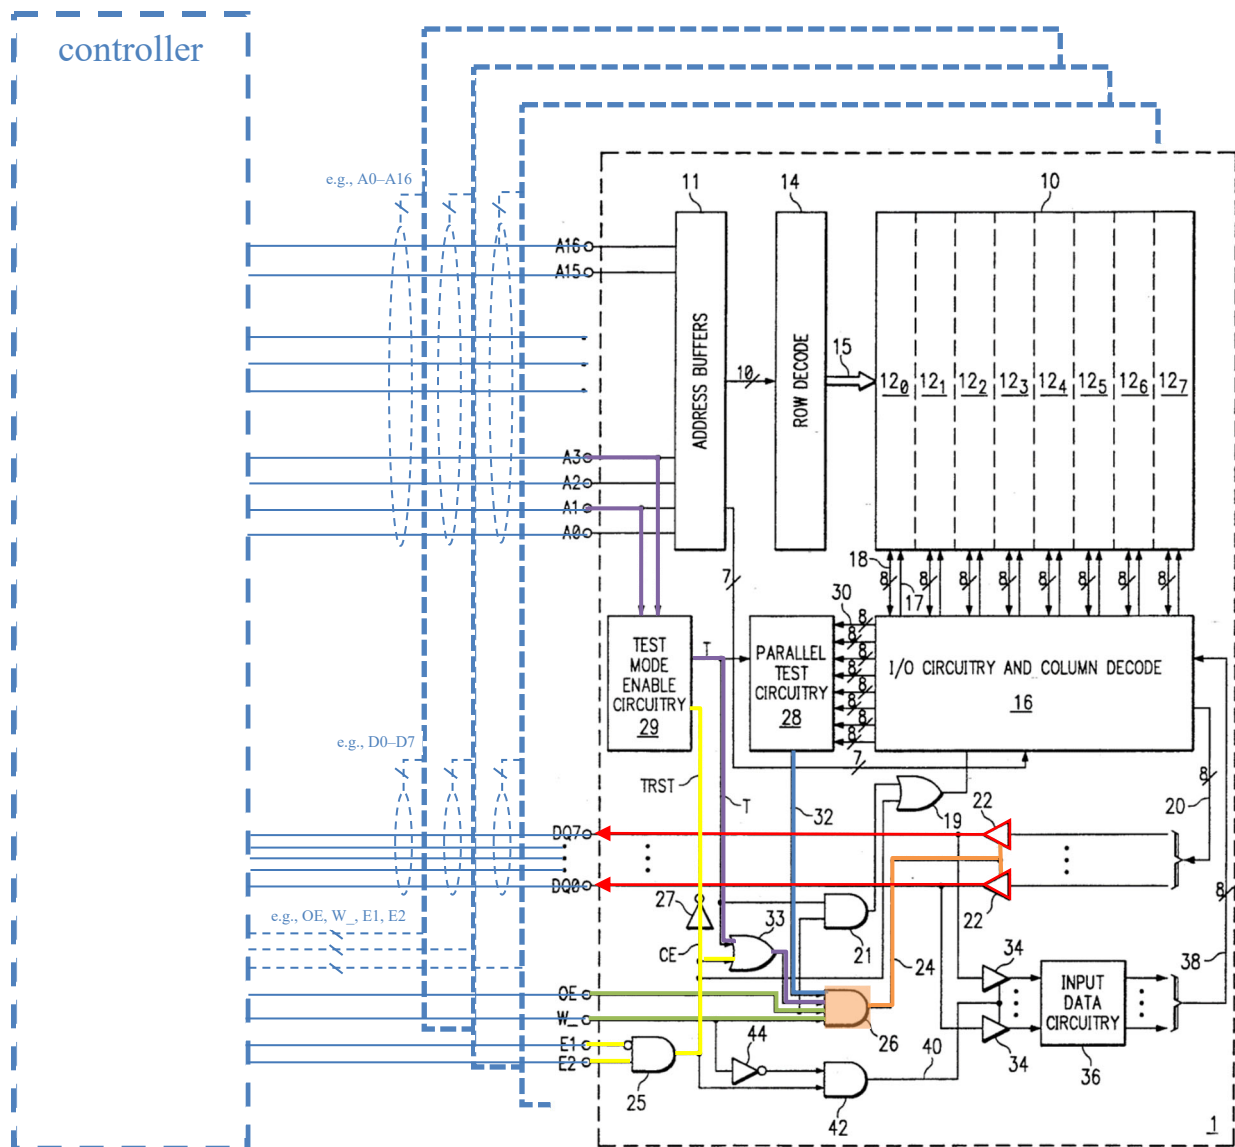 controller
e.g., A0–A16
11
14
10
A16
A15
ADDRESS BUFFERS
10
ROW DECODE
15
12₀ 12₁ 12₂ 12₃ 12₄ 12₅ 12₆ 12₇
A3
A2
A1
A0
18
8 8 8 8 8 8 8 8
17
7
30
8
8
8
8
8
8
8
8
TEST
MODE
ENABLE
CIRCUITRY
29
T
PARALLEL
TEST
CIRCUITRY
28
I/O CIRCUITRY AND COLUMN DECODE
16
e.g., D0–D7
7
8
TRST
T
32
19
22
20
DQ7
DQ0
8
e.g., OE, W_, E1, E2
27
33
21
22
24
34
38
CE
INPUT
DATA
CIRCUITRY
OE
W_
26
34
36
E1
E2
25
44
40
42
1